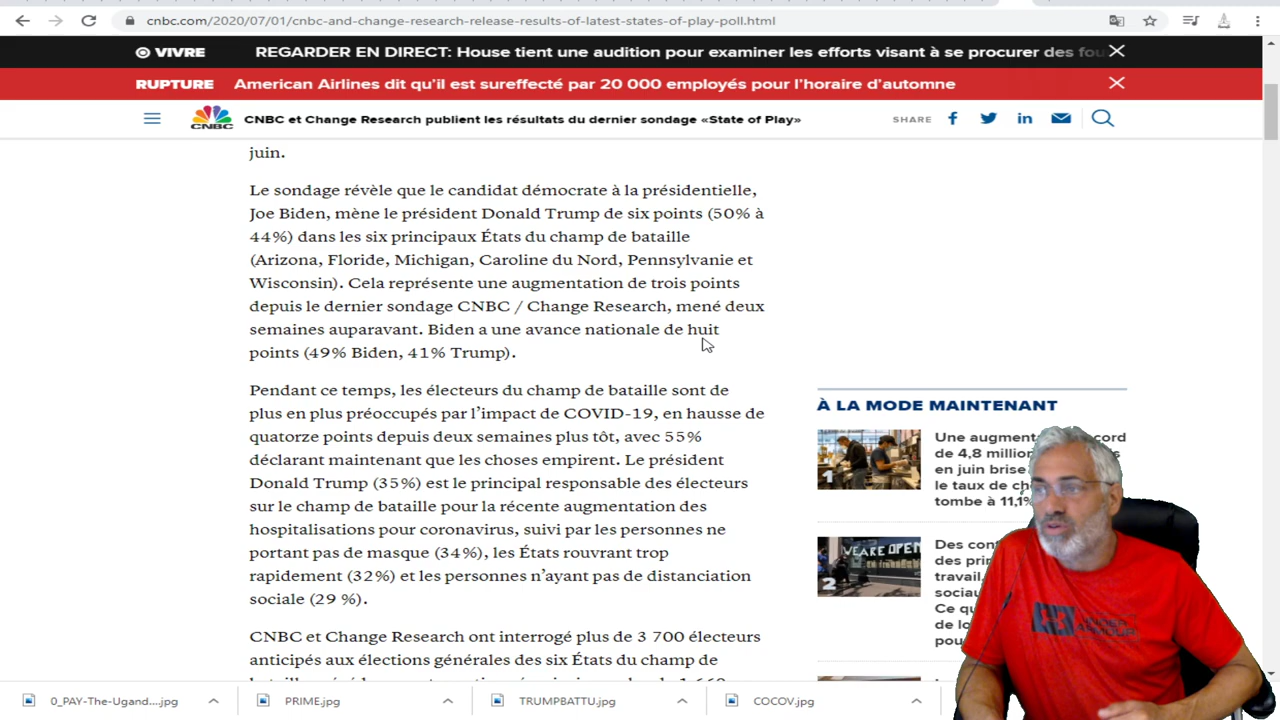 cnbc.com/2020/07/01/cnbc-and-change-research-release-results-of-latest-states-of-play-poll.html
VIVRE REGARDER EN DIRECT: House tient une audition pour examiner les efforts visant à se procurer des fou
RUPTURE American Airlines dit qu'il est sureffecté par 20 000 employés pour l'horaire d'automne
CNBC CNBC et Change Research publient les résultats du dernier sondage «State of Play» SHARE
juin.
Le sondage révèle que le candidat démocrate à la présidentielle,
Joe Biden, mène le président Donald Trump de six points (50% à
44%) dans les six principaux États du champ de bataille
(Arizona, Floride, Michigan, Caroline du Nord, Pennsylvanie et
Wisconsin). Cela représente une augmentation de trois points
depuis le dernier sondage CNBC / Change Research, mené deux
semaines auparavant. Biden a une avance nationale de huit
points (49% Biden, 41% Trump).
Pendant ce temps, les électeurs du champ de bataille sont de
plus en plus préoccupés par l'impact de COVID-19, en hausse de
quatorze points depuis deux semaines plus tôt, avec 55%
déclarant maintenant que les choses empirent. Le président
Donald Trump (35%) est le principal responsable des électeurs
sur le champ de bataille pour la récente augmentation des
hospitalisations pour coronavirus, suivi par les personnes ne
portant pas de masque (34%), les États rouvrant trop
rapidement (32%) et les personnes n'ayant pas de distanciation
sociale (29 %).
CNBC et Change Research ont interrogé plus de 3 700 électeurs
anticipés aux élections générales des six États du champ de
À LA MODE MAINTENANT
1
Une augment cord
de 4,8 million
en juin brise
le taux de ch
tombe à 11,1%
WE ARE OPEN
2
Des con
des pri
travail,
socia
Ce qu
de lo
pou
UNDER ARMOUR
0_PAY-The-Ugand....jpg
PRIME.jpg
TRUMPBATTU.jpg
COCOV.jpg